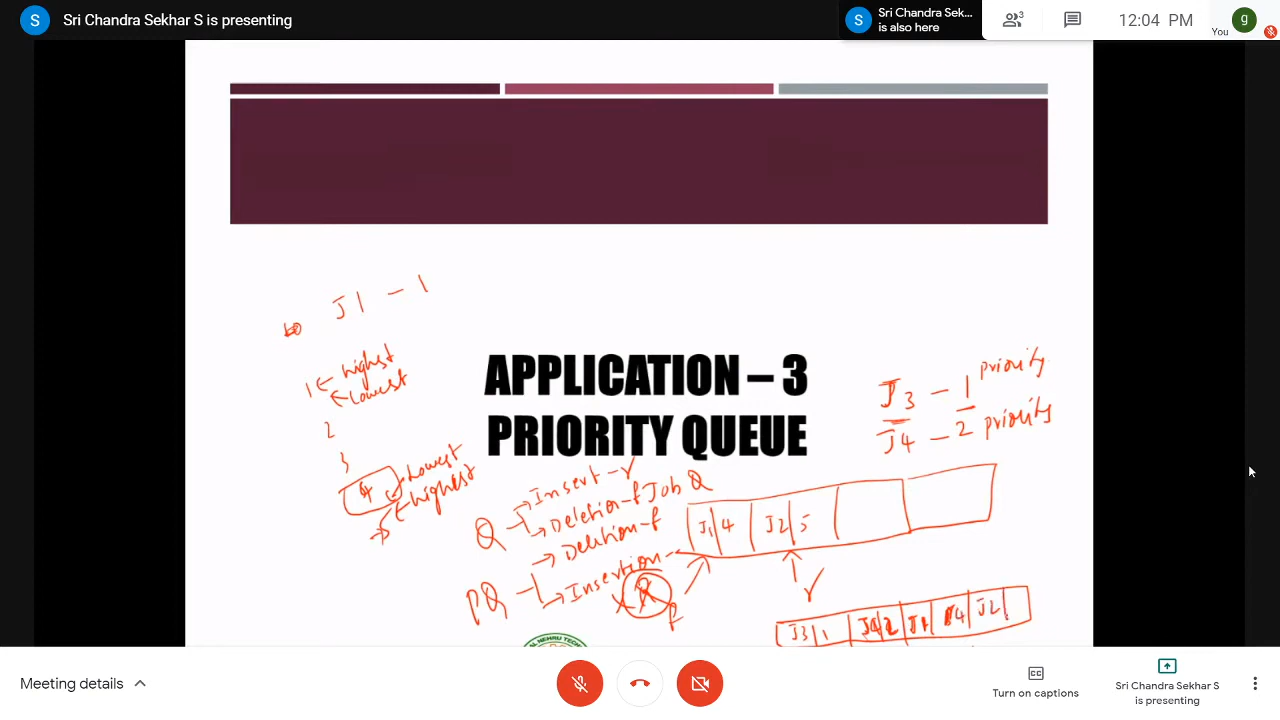 Sri Chandra Sekhar S is presenting
Sri Chandra Sek...
is also here
3
12:04 PM
You
g
S
S
J1 - 1
1 ← highest
← Lowest
2
3
4
Lowest
← highest
APPLICATION – 3
PRIORITY QUEUE
J3 - 1 priority
J4 - 2 priority
Q
→ Insert - r
→ Deletion - f
Job Q
PQ
→ Deletion - f
→ Insertion -
R
f
r
J1 | 4
J2 | 5
J3 | 1
J4 | 2
J1
4
J2
Meeting details
Turn on captions
Sri Chandra Sekhar S
is presenting